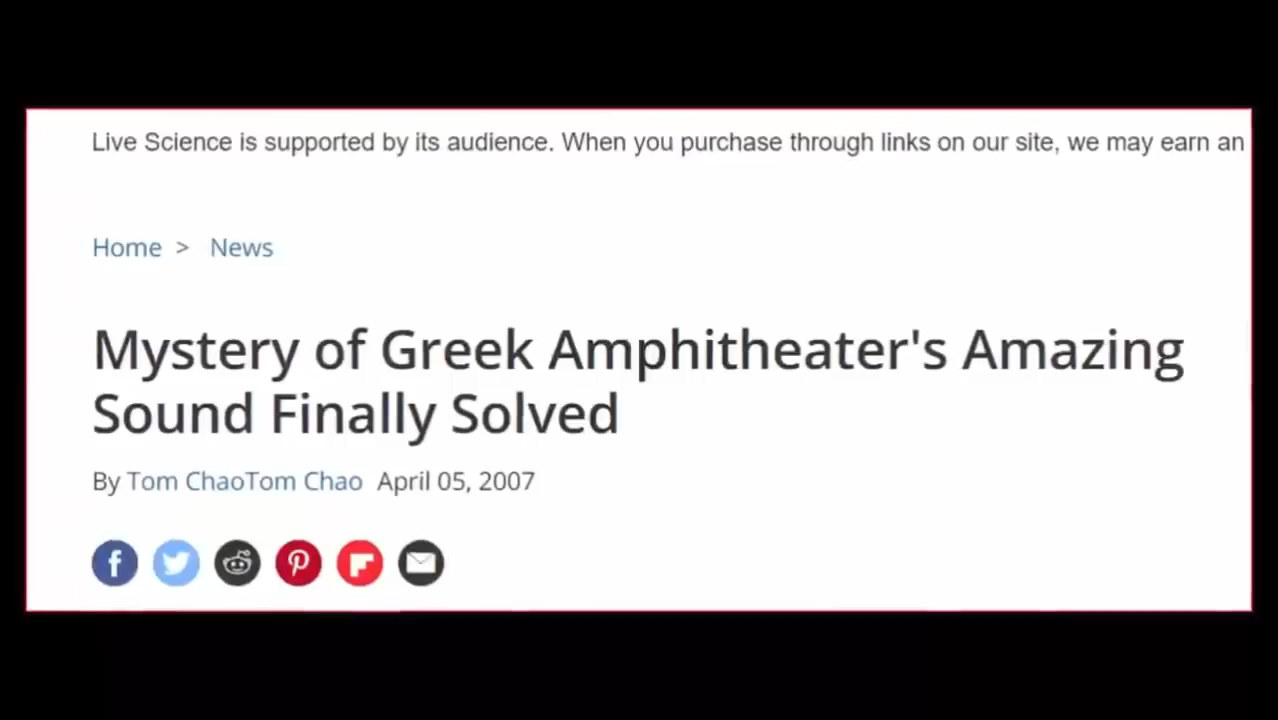 Live Science is supported by its audience. When you purchase through links on our site, we may earn an
Home > News
Mystery of Greek Amphitheater's Amazing
Sound Finally Solved
By Tom ChaoTom Chao April 05, 2007